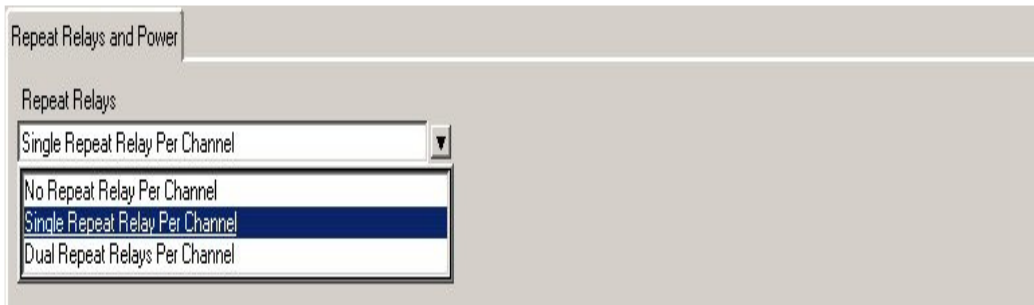 Repeat Relays and Power
Repeat Relays
Single Repeat Relay Per Channel
No Repeat Relay Per Channel
Single Repeat Relay Per Channel
Dual Repeat Relays Per Channel